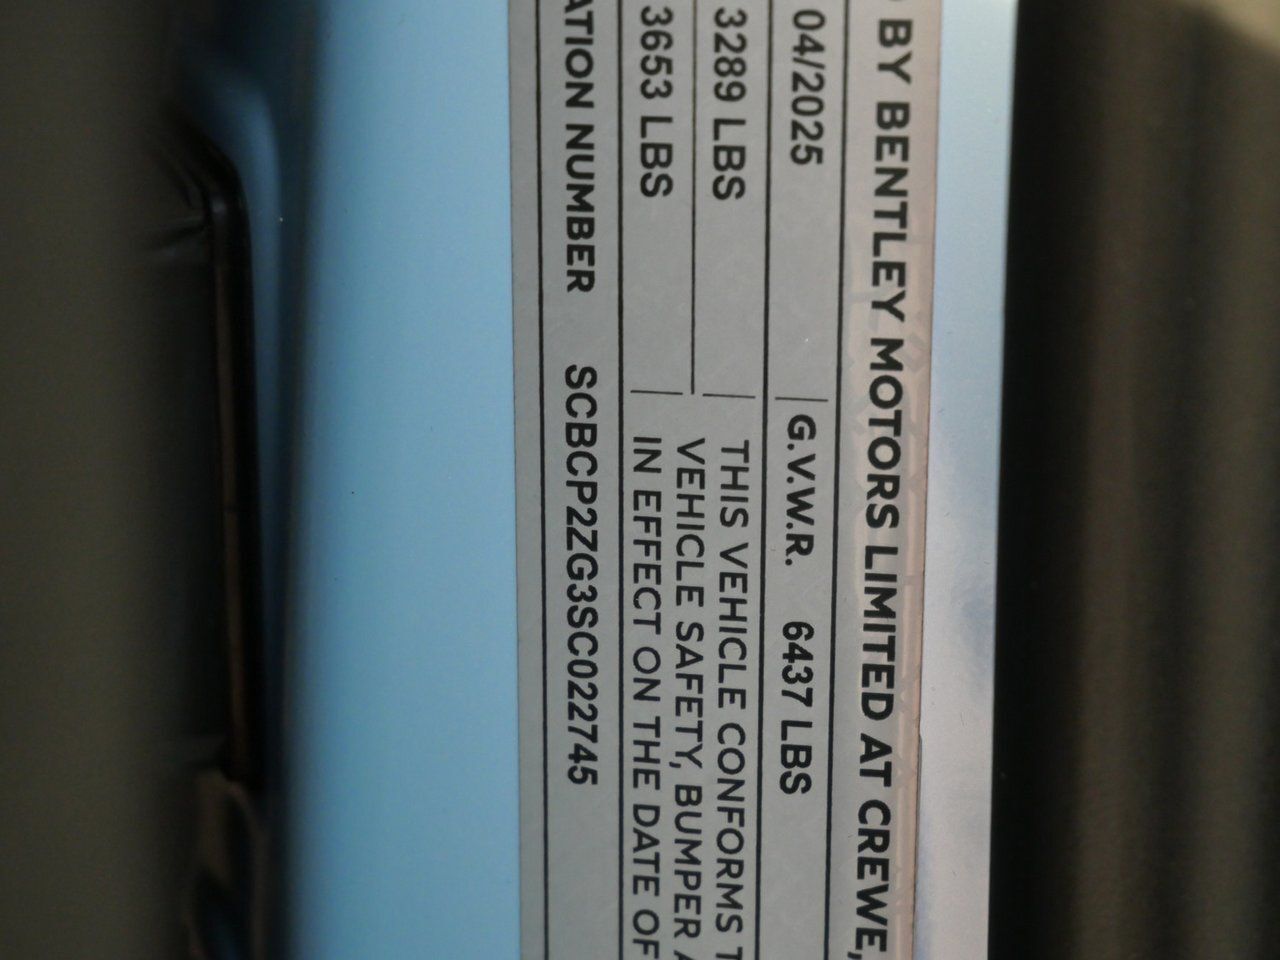 BY BENTLEY MOTORS LIMITED AT CREWE,
04/2025 G.V.W.R. 6437 LBS
3289 LBS THIS VEHICLE CONFORMS T
VEHICLE SAFETY, BUMPER A
3653 LBS IN EFFECT ON THE DATE OF
ATION NUMBER SCBCP2ZG3SC022745